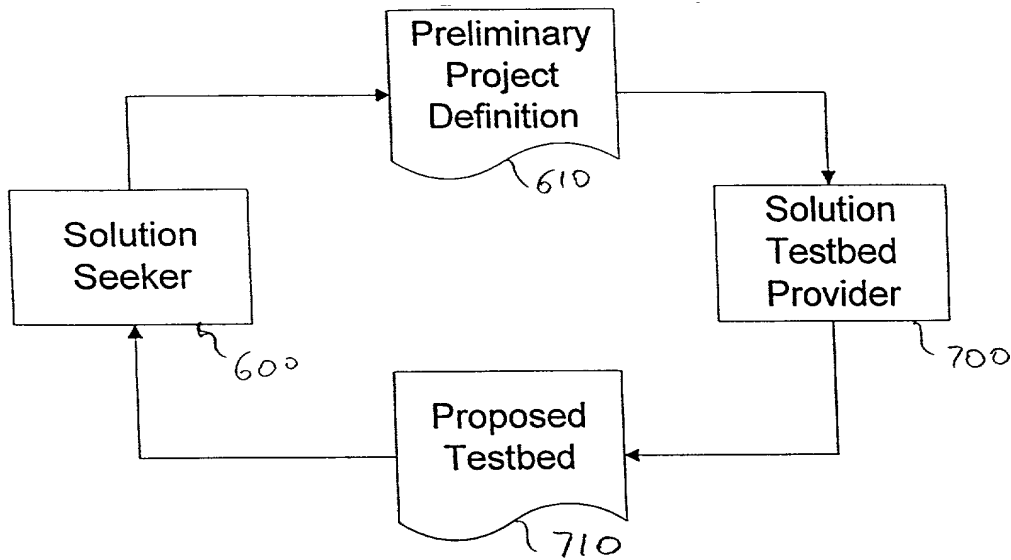 Preliminary
Project
Definition
610
Solution
Seeker
600
Solution
Testbed
Provider
700
Proposed
Testbed
710